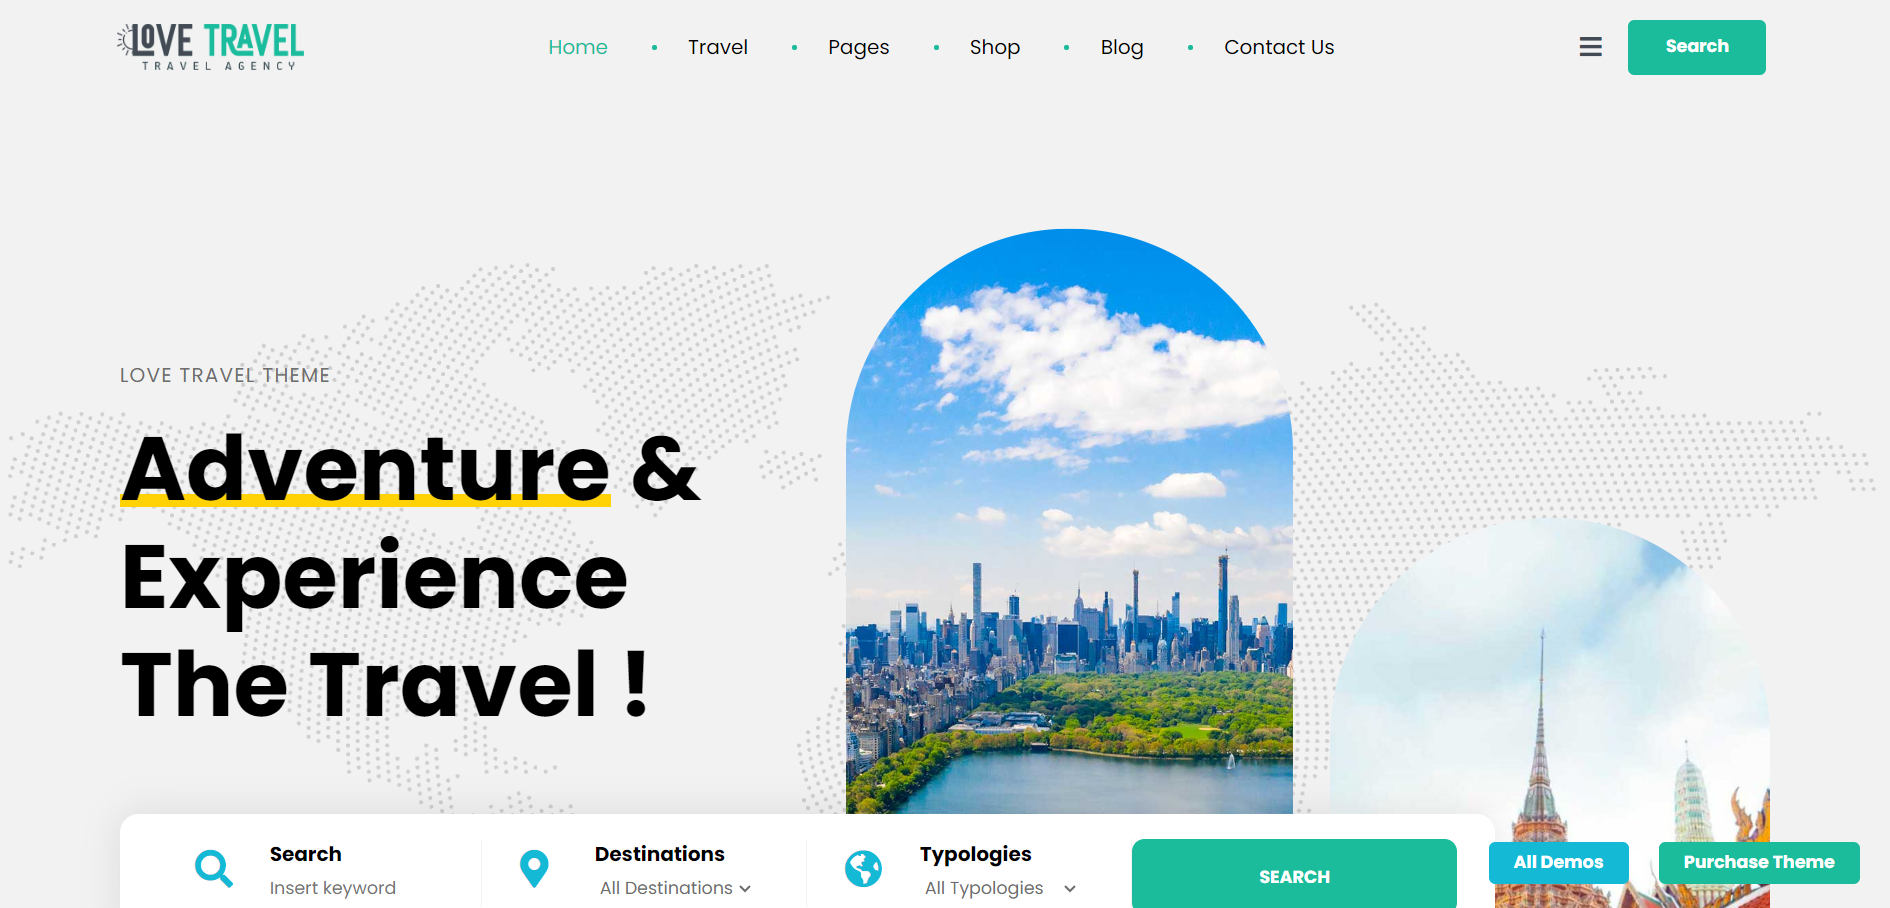 LOVE TRAVEL
TRAVEL AGENCY
Home
Travel
Pages
Shop
Blog
Contact Us
Search
LOVE TRAVEL THEME
Adventure &
Experience
The Travel !
Search
Insert keyword
Destinations
All Destinations
Typologies
All Typologies
SEARCH
All Demos
Purchase Theme